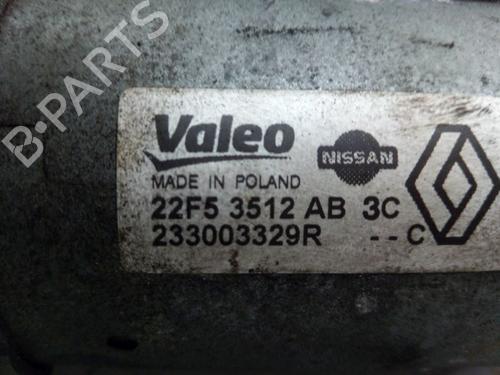 B-PARTS
Valeo
NISSAN
MADE IN POLAND
22F5 3512 AB 3C
233003329R --C